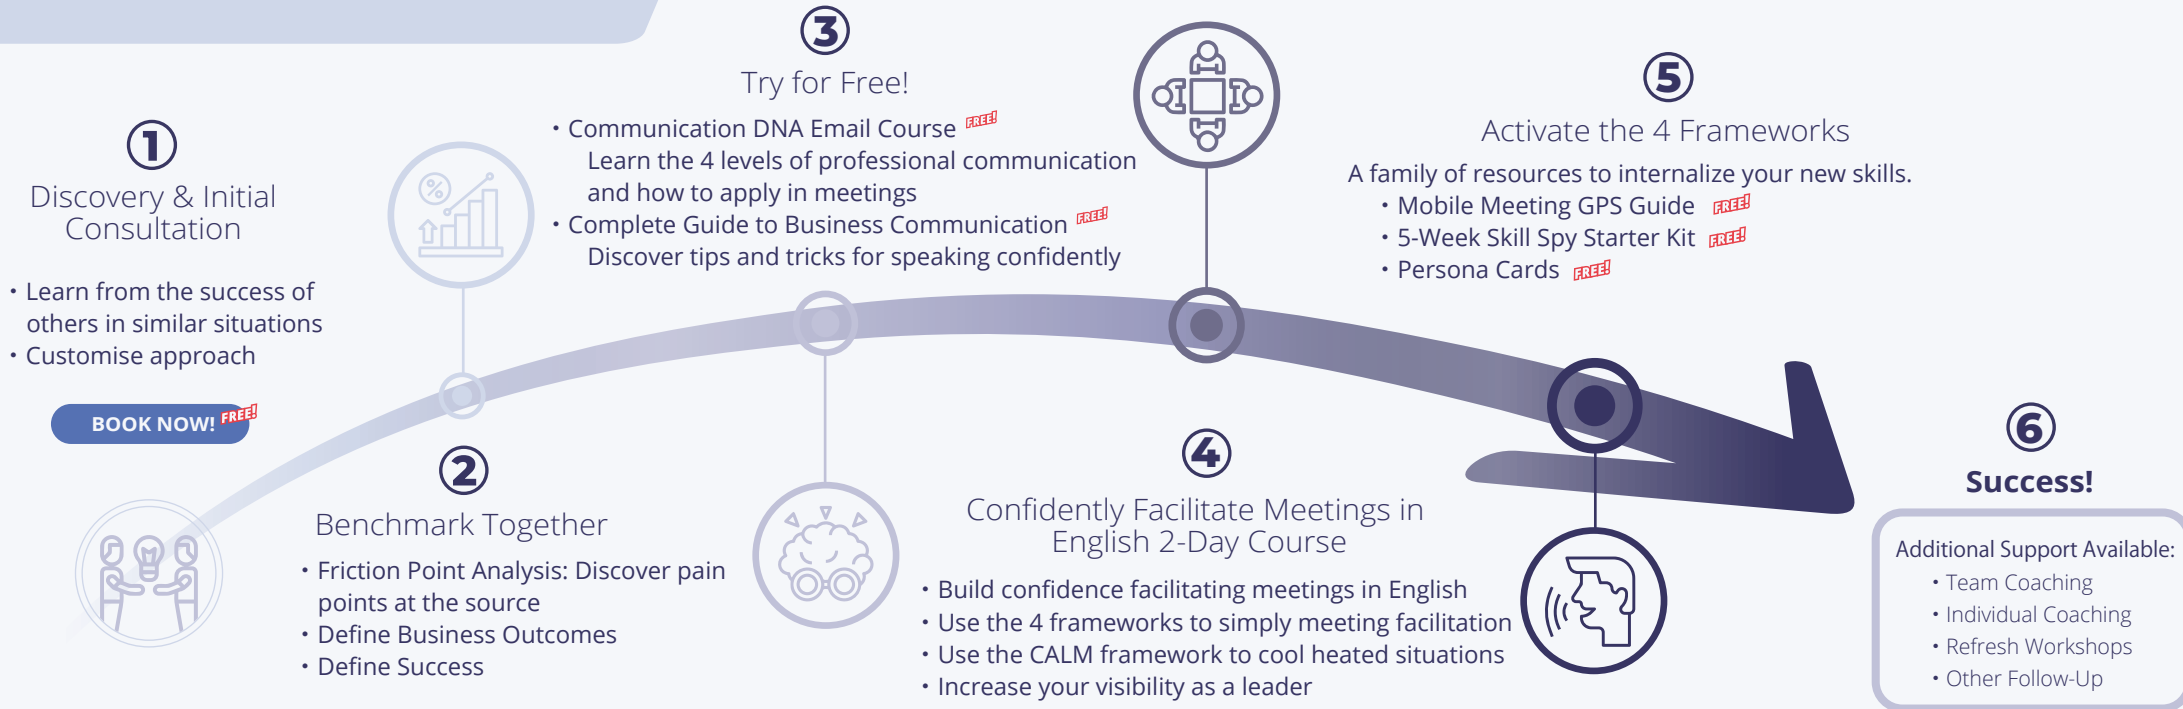 1
Discovery & Initial
Consultation
• Learn from the success of
others in similar situations
• Customise approach
BOOK NOW! FREE!
2
Benchmark Together
• Friction Point Analysis: Discover pain
points at the source
• Define Business Outcomes
• Define Success
3
Try for Free!
• Communication DNA Email Course FREE!
Learn the 4 levels of professional communication
and how to apply in meetings
• Complete Guide to Business Communication FREE!
Discover tips and tricks for speaking confidently
4
Confidently Facilitate Meetings in
English 2-Day Course
• Build confidence facilitating meetings in English
• Use the 4 frameworks to simply meeting facilitation
• Use the CALM framework to cool heated situations
• Increase your visibility as a leader
5
Activate the 4 Frameworks
A family of resources to internalize your new skills.
• Mobile Meeting GPS Guide FREE!
• 5-Week Skill Spy Starter Kit FREE!
• Persona Cards FREE!
6
Success!
Additional Support Available:
• Team Coaching
• Individual Coaching
• Refresh Workshops
• Other Follow-Up
%